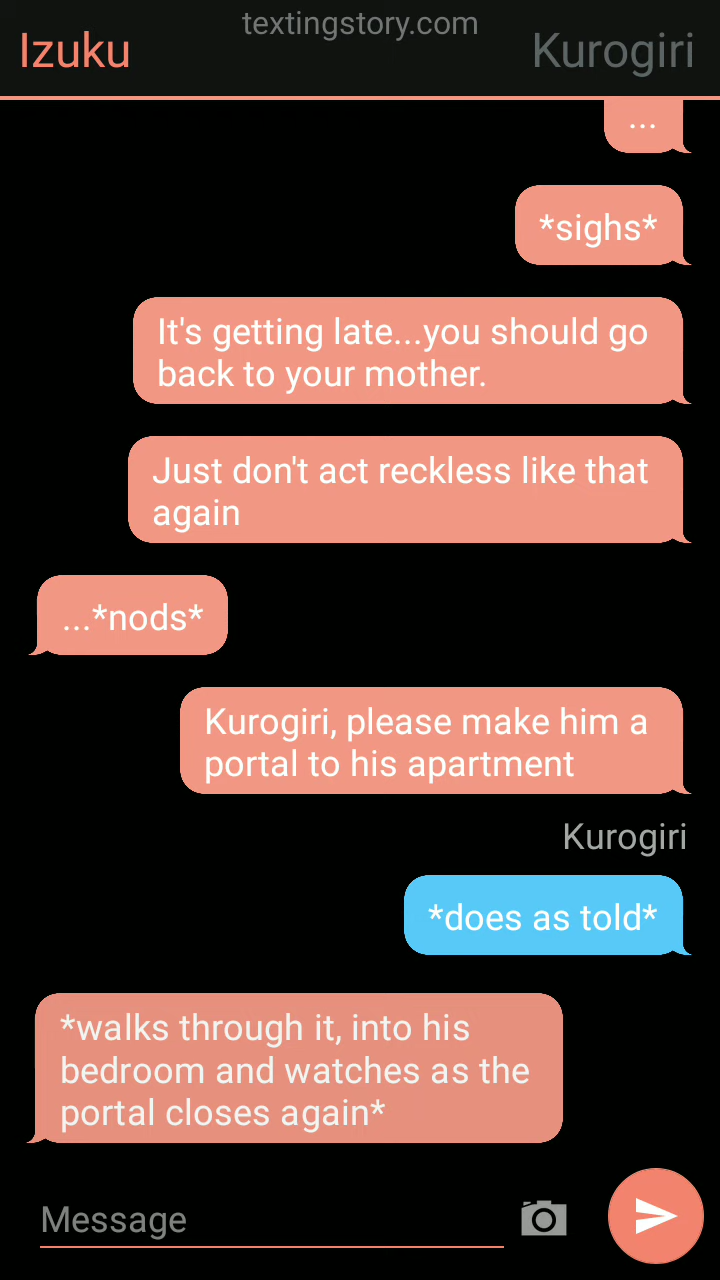 textingstory.com
Izuku
Kurogiri
...
*sighs*
It's getting late...you should go
back to your mother.
Just don't act reckless like that
again
...*nods*
Kurogiri, please make him a
portal to his apartment
Kurogiri
*does as told*
*walks through it, into his
bedroom and watches as the
portal closes again*
Message